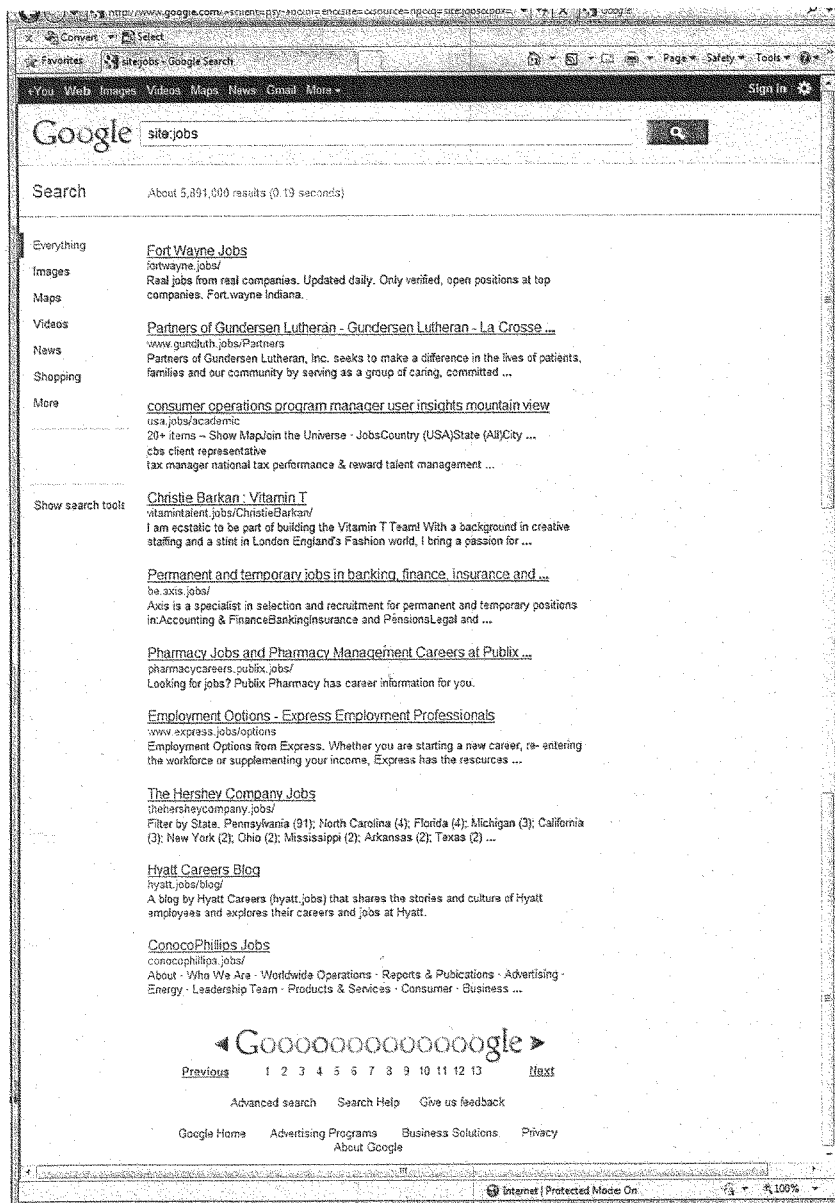 x Convert Select
Favorites site:jobs - Google Search Page Safety Tools
+You Web Images Videos Maps News Gmail More
Sign in
Google site:jobs
Search About 5,891,000 results (0.19 seconds)
Everything
Images
Maps
Videos
News
Shopping
More
Show search tools
Fort Wayne Jobs
fortwayne.jobs/
Real jobs from real companies. Updated daily. Only verified, open positions at top
companies. Fort.wayne Indiana.
Partners of Gundersen Lutheran - Gundersen Lutheran - La Crosse ...
www.gundluth.jobs/Partners
Partners of Gundersen Lutheran, Inc. seeks to make a difference in the lives of patients,
families and our community by serving as a group of caring, committed ...
consumer operations program manager user insights mountain view
usa.jobs/academic
20+ items – Show MapJoin the Universe - JobsCountry (USA)State (All)City ...
cbs client representative
tax manager national tax performance & reward talent management ...
Christie Barkan : Vitamin T
vitamintalent.jobs/ChristieBarkan/
I am ecstatic to be part of building the Vitamin T Team! With a background in creative
staffing and a stint in London England's Fashion world, I bring a passion for ...
Permanent and temporary jobs in banking, finance, insurance and ...
be.axis.jobs/
Axis is a specialist in selection and recruitment for permanent and temporary positions
in:Accounting & FinanceBankingInsurance and PensionsLegal and ...
Pharmacy Jobs and Pharmacy Management Careers at Publix ...
pharmacycareers.publix.jobs/
Looking for jobs? Publix Pharmacy has career information for you.
Employment Options - Express Employment Professionals
www.express.jobs/options
Employment Options from Express. Whether you are starting a new career, re- entering
the workforce or supplementing your income, Express has the resources ...
The Hershey Company Jobs
thehersheycompany.jobs/
Filter by State. Pennsylvania (91); North Carolina (4); Florida (4); Michigan (3); California
(3); New York (2); Ohio (2); Mississippi (2); Arkansas (2); Texas (2) ...
Hyatt Careers Blog
hyatt.jobs/blog/
A blog by Hyatt Careers (hyatt.jobs) that shares the stories and culture of Hyatt
employees and explores their careers and jobs at Hyatt.
ConocoPhillips Jobs
conocophillips.jobs/
About - Who We Are - Worldwide Operations - Reports & Publications - Advertising -
Energy - Leadership Team - Products & Services - Consumer - Business ...
Gooooooooooooogle
Previous 1 2 3 4 5 6 7 8 9 10 11 12 13 Next
Advanced search Search Help Give us feedback
Google Home Advertising Programs Business Solutions Privacy
About Google
Internet | Protected Mode: On 100%